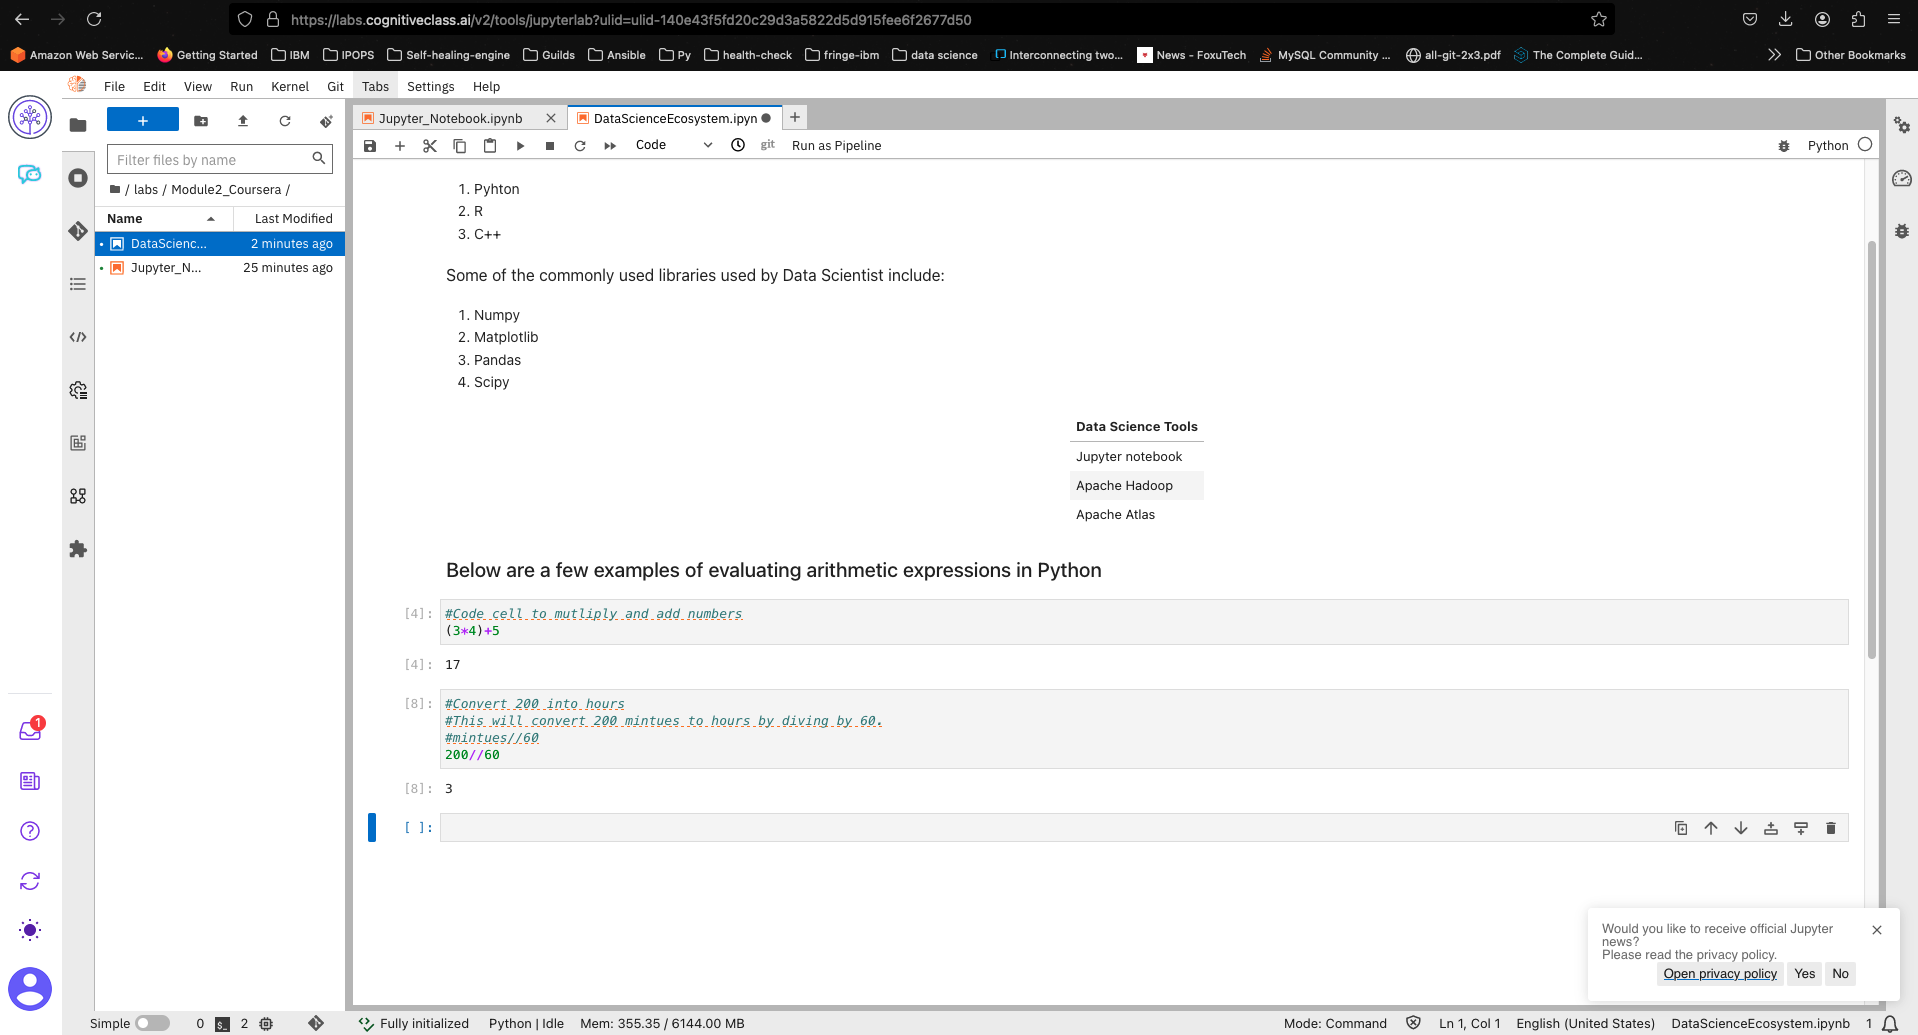 https://labs.cognitiveclass.ai/v2/tools/jupyterlab?ulid=ulid-140e43f5fd20c29d3a5822d5d915fee6f2677d50
Amazon Web Servic... Getting Started IBM IPOPS Self-healing-engine Guilds Ansible Py health-check fringe-ibm data science Interconnecting two... News - FoxuTech MySQL Community ... all-git-2x3.pdf The Complete Guid... Other Bookmarks
File Edit View Run Kernel Git Tabs Settings Help
Jupyter_Notebook.ipynb DataScienceEcosystem.ipyn
Code git Run as Pipeline Python
Filter files by name
/ labs / Module2_Coursera /
Name Last Modified
DataScienc... 2 minutes ago
Jupyter_N... 25 minutes ago
1. Pyhton
2. R
3. C++
Some of the commonly used libraries used by Data Scientist include:
1. Numpy
2. Matplotlib
3. Pandas
4. Scipy
Data Science Tools
Jupyter notebook
Apache Hadoop
Apache Atlas
Below are a few examples of evaluating arithmetic expressions in Python
[4]: #Code cell to mutliply and add numbers
(3*4)+5
[4]: 17
[8]: #Convert 200 into hours
#This will convert 200 mintues to hours by diving by 60.
#mintues//60
200//60
[8]: 3
[ ]:
1
Would you like to receive official Jupyter
news?
Please read the privacy policy.
Open privacy policy Yes No
Simple 0 $_ 2 Fully initialized Python | Idle Mem: 355.35 / 6144.00 MB Mode: Command Ln 1, Col 1 English (United States) DataScienceEcosystem.ipynb 1